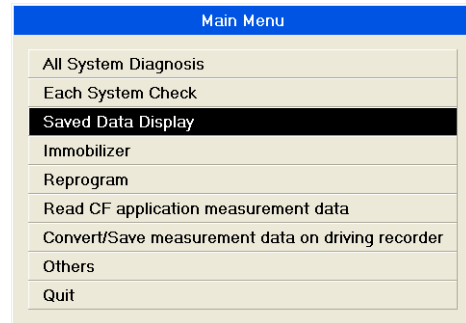 Main Menu
All System Diagnosis
Each System Check
Saved Data Display
Immobilizer
Reprogram
Read CF application measurement data
Convert/Save measurement data on driving recorder
Others
Quit